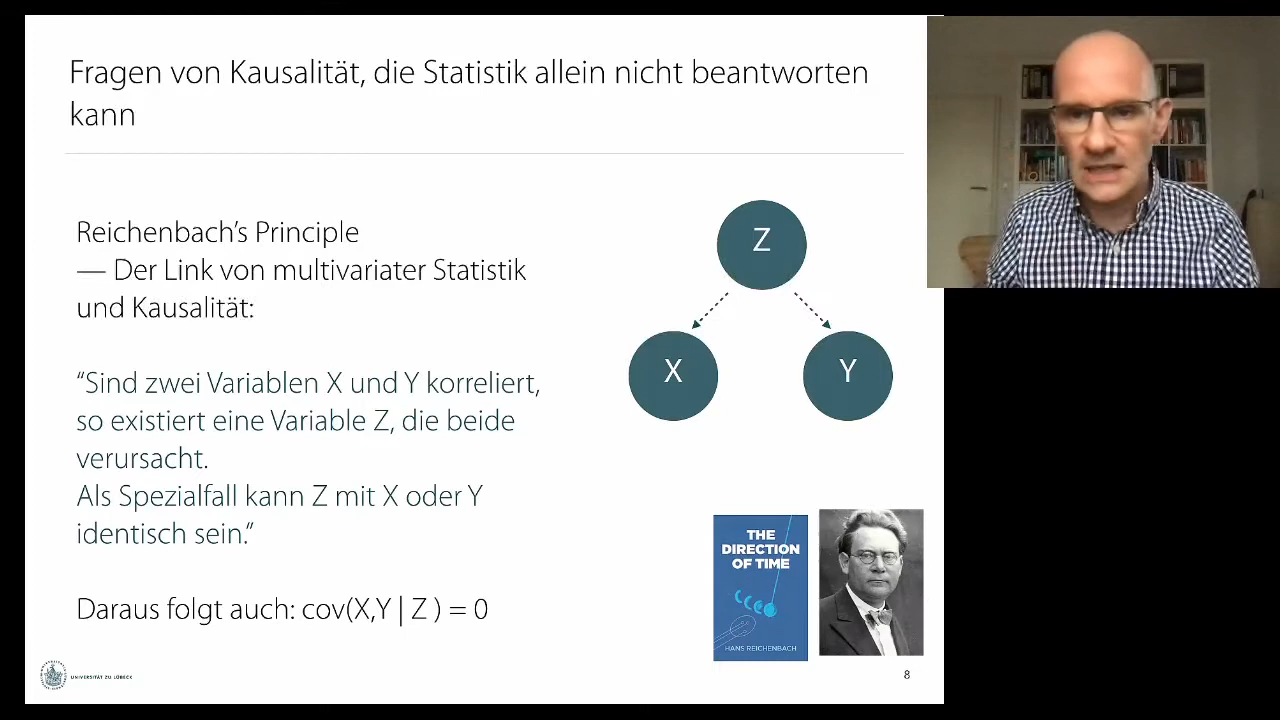 Fragen von Kausalität, die Statistik allein nicht beantworten
kann
Reichenbach's Principle
— Der Link von multivariater Statistik
und Kausalität:
“Sind zwei Variablen X und Y korreliert,
so existiert eine Variable Z, die beide
verursacht.
Als Spezialfall kann Z mit X oder Y
identisch sein.“
Daraus folgt auch: cov(X,Y | Z ) = 0
Z
X
Y
THE
DIRECTION
OF TIME
HANS REICHENBACH
UNIVERSITÄT ZU LÜBECK
8